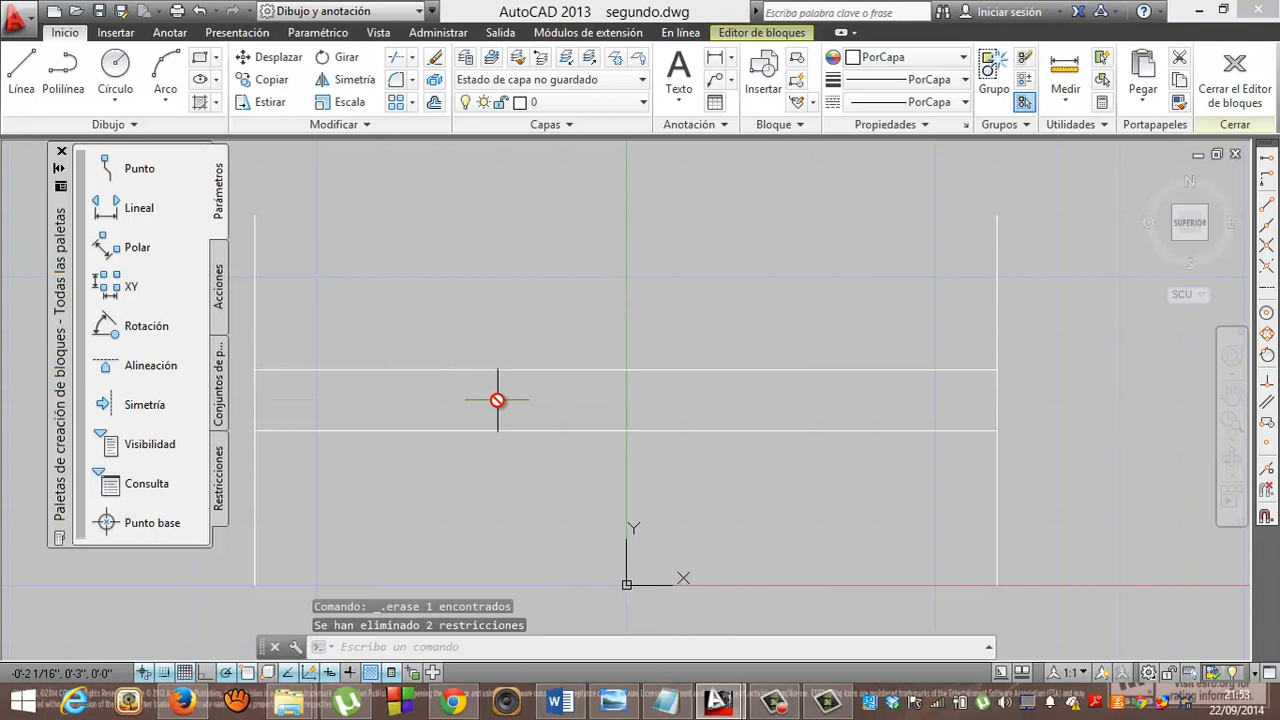 Dibujo y anotación
AutoCAD 2013 segundo.dwg
Escriba palabra clave o frase
Iniciar sesión
Inicio Insertar Anotar Presentación Paramétrico Vista Administrar Salida Módulos de extensión En línea Editor de bloques
Línea Polilínea Círculo Arco
Desplazar Girar
Copiar Simetría
Estirar Escala
Estado de capa no guardado
0
Texto
Insertar
PorCapa
PorCapa
PorCapa
Grupo
Medir
Pegar
Cerrar el Editor
de bloques
Dibujo Modificar Capas Anotación Bloque Propiedades Grupos Utilidades Portapapeles Cerrar
Paletas de creación de bloques - Todas las paletas
Punto
Lineal
Polar
XY
Rotación
Alineación
Simetría
Visibilidad
Consulta
Punto base
Parámetros
Acciones
Conjuntos de p...
Restricciones
N
O SUPERIOR E
S
SCU
Y
X
Comando: _.erase 1 encontrados
Se han eliminado 2 restricciones
Escriba un comando
-0'-2 1/16", 0'-3", 0'-0"
1:1
21:53
22/09/2014